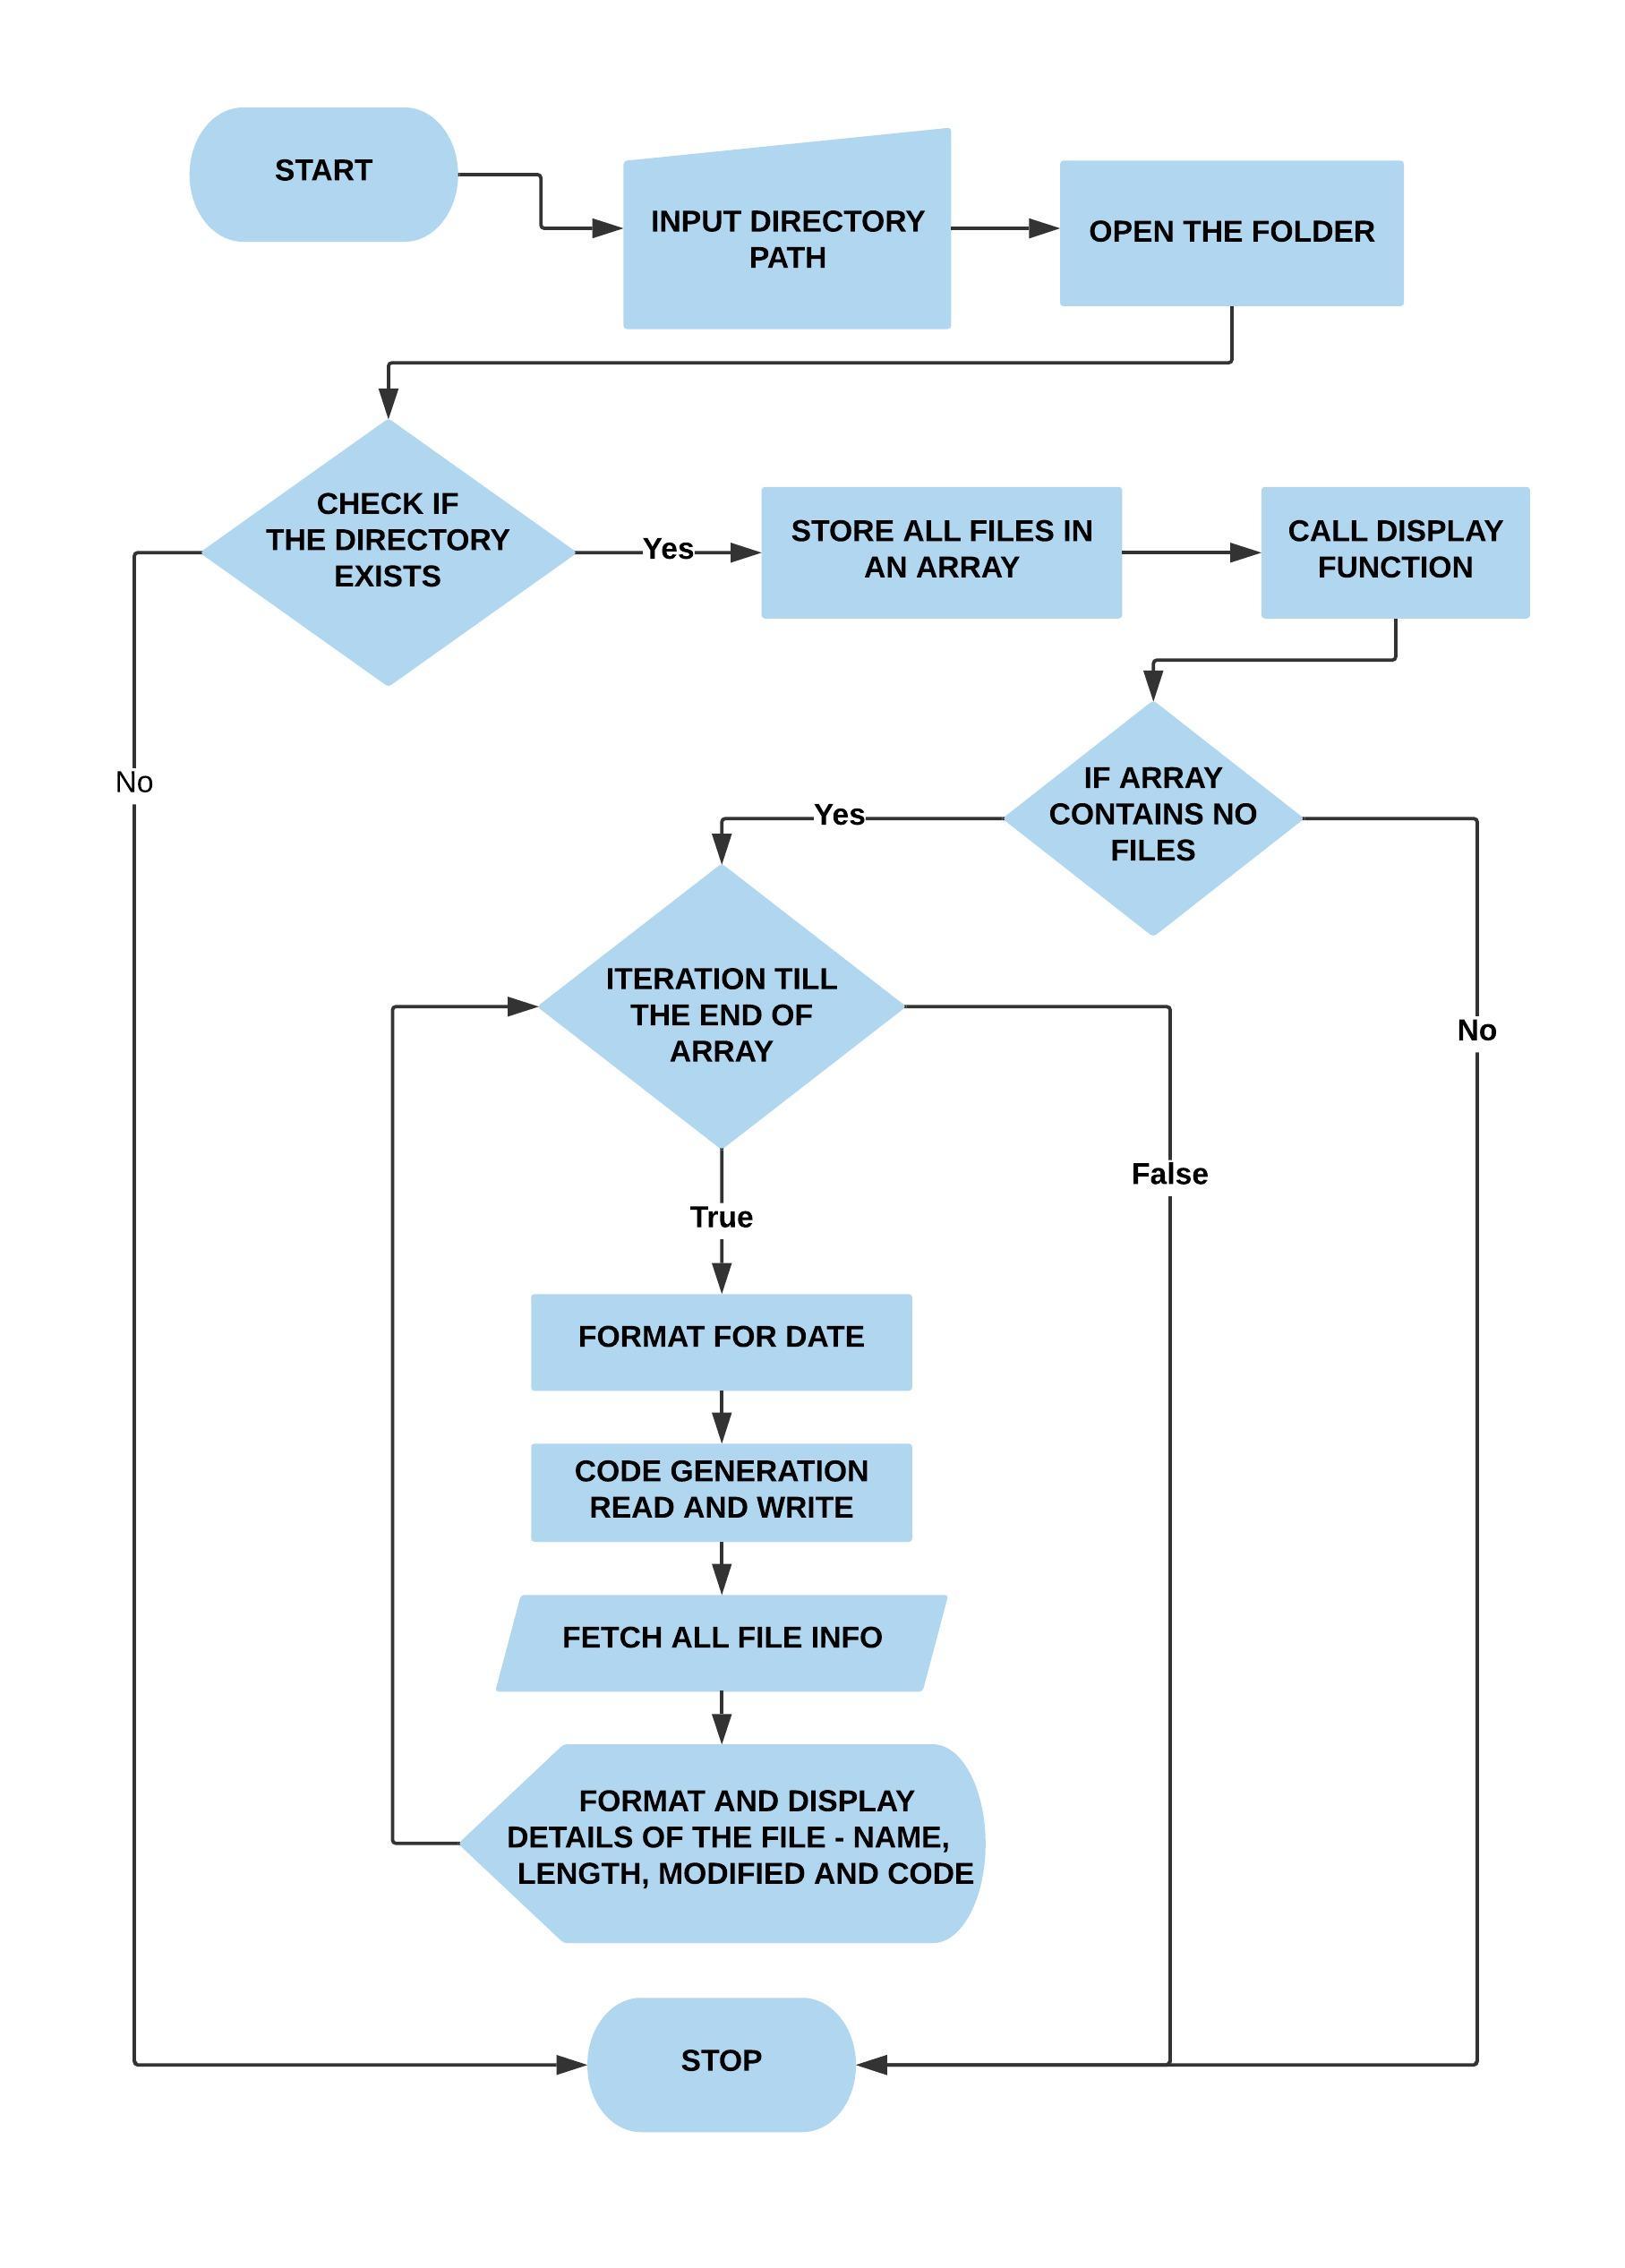 START
INPUT DIRECTORY
PATH
OPEN THE FOLDER
CHECK IF
THE DIRECTORY
EXISTS
Yes
STORE ALL FILES IN
AN ARRAY
CALL DISPLAY
FUNCTION
No
IF ARRAY
CONTAINS NO
FILES
Yes
No
ITERATION TILL
THE END OF
ARRAY
False
True
FORMAT FOR DATE
CODE GENERATION
READ AND WRITE
FETCH ALL FILE INFO
FORMAT AND DISPLAY
DETAILS OF THE FILE - NAME,
LENGTH, MODIFIED AND CODE
STOP